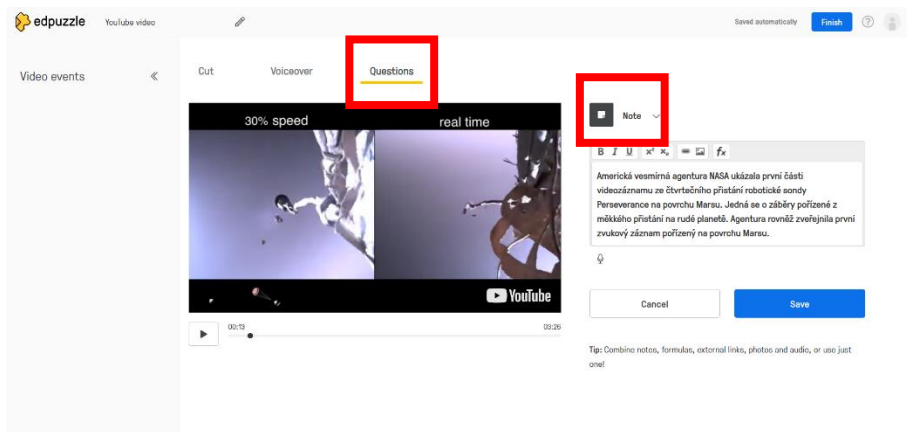 edpuzzle
YouTube video
Saved automatically
Finish
?
Video events
Cut
Voiceover
Questions
30% speed
real time
YouTube
00:13
03:26
Note
B I U x² xₑ fx
Americká vesmírná agentura NASA ukázala první části
videozáznamu ze čtvrtečního přistání robotické sondy
Perseverance na povrchu Marsu. Jedná se o záběry pořízené z
měkkého přistání na rudé planetě. Agentura rovněž zveřejnila první
zvukový záznam pořízený na povrchu Marsu.
Cancel
Save
Tip: Combine notes, formulas, external links, photos and audio, or use just
one!